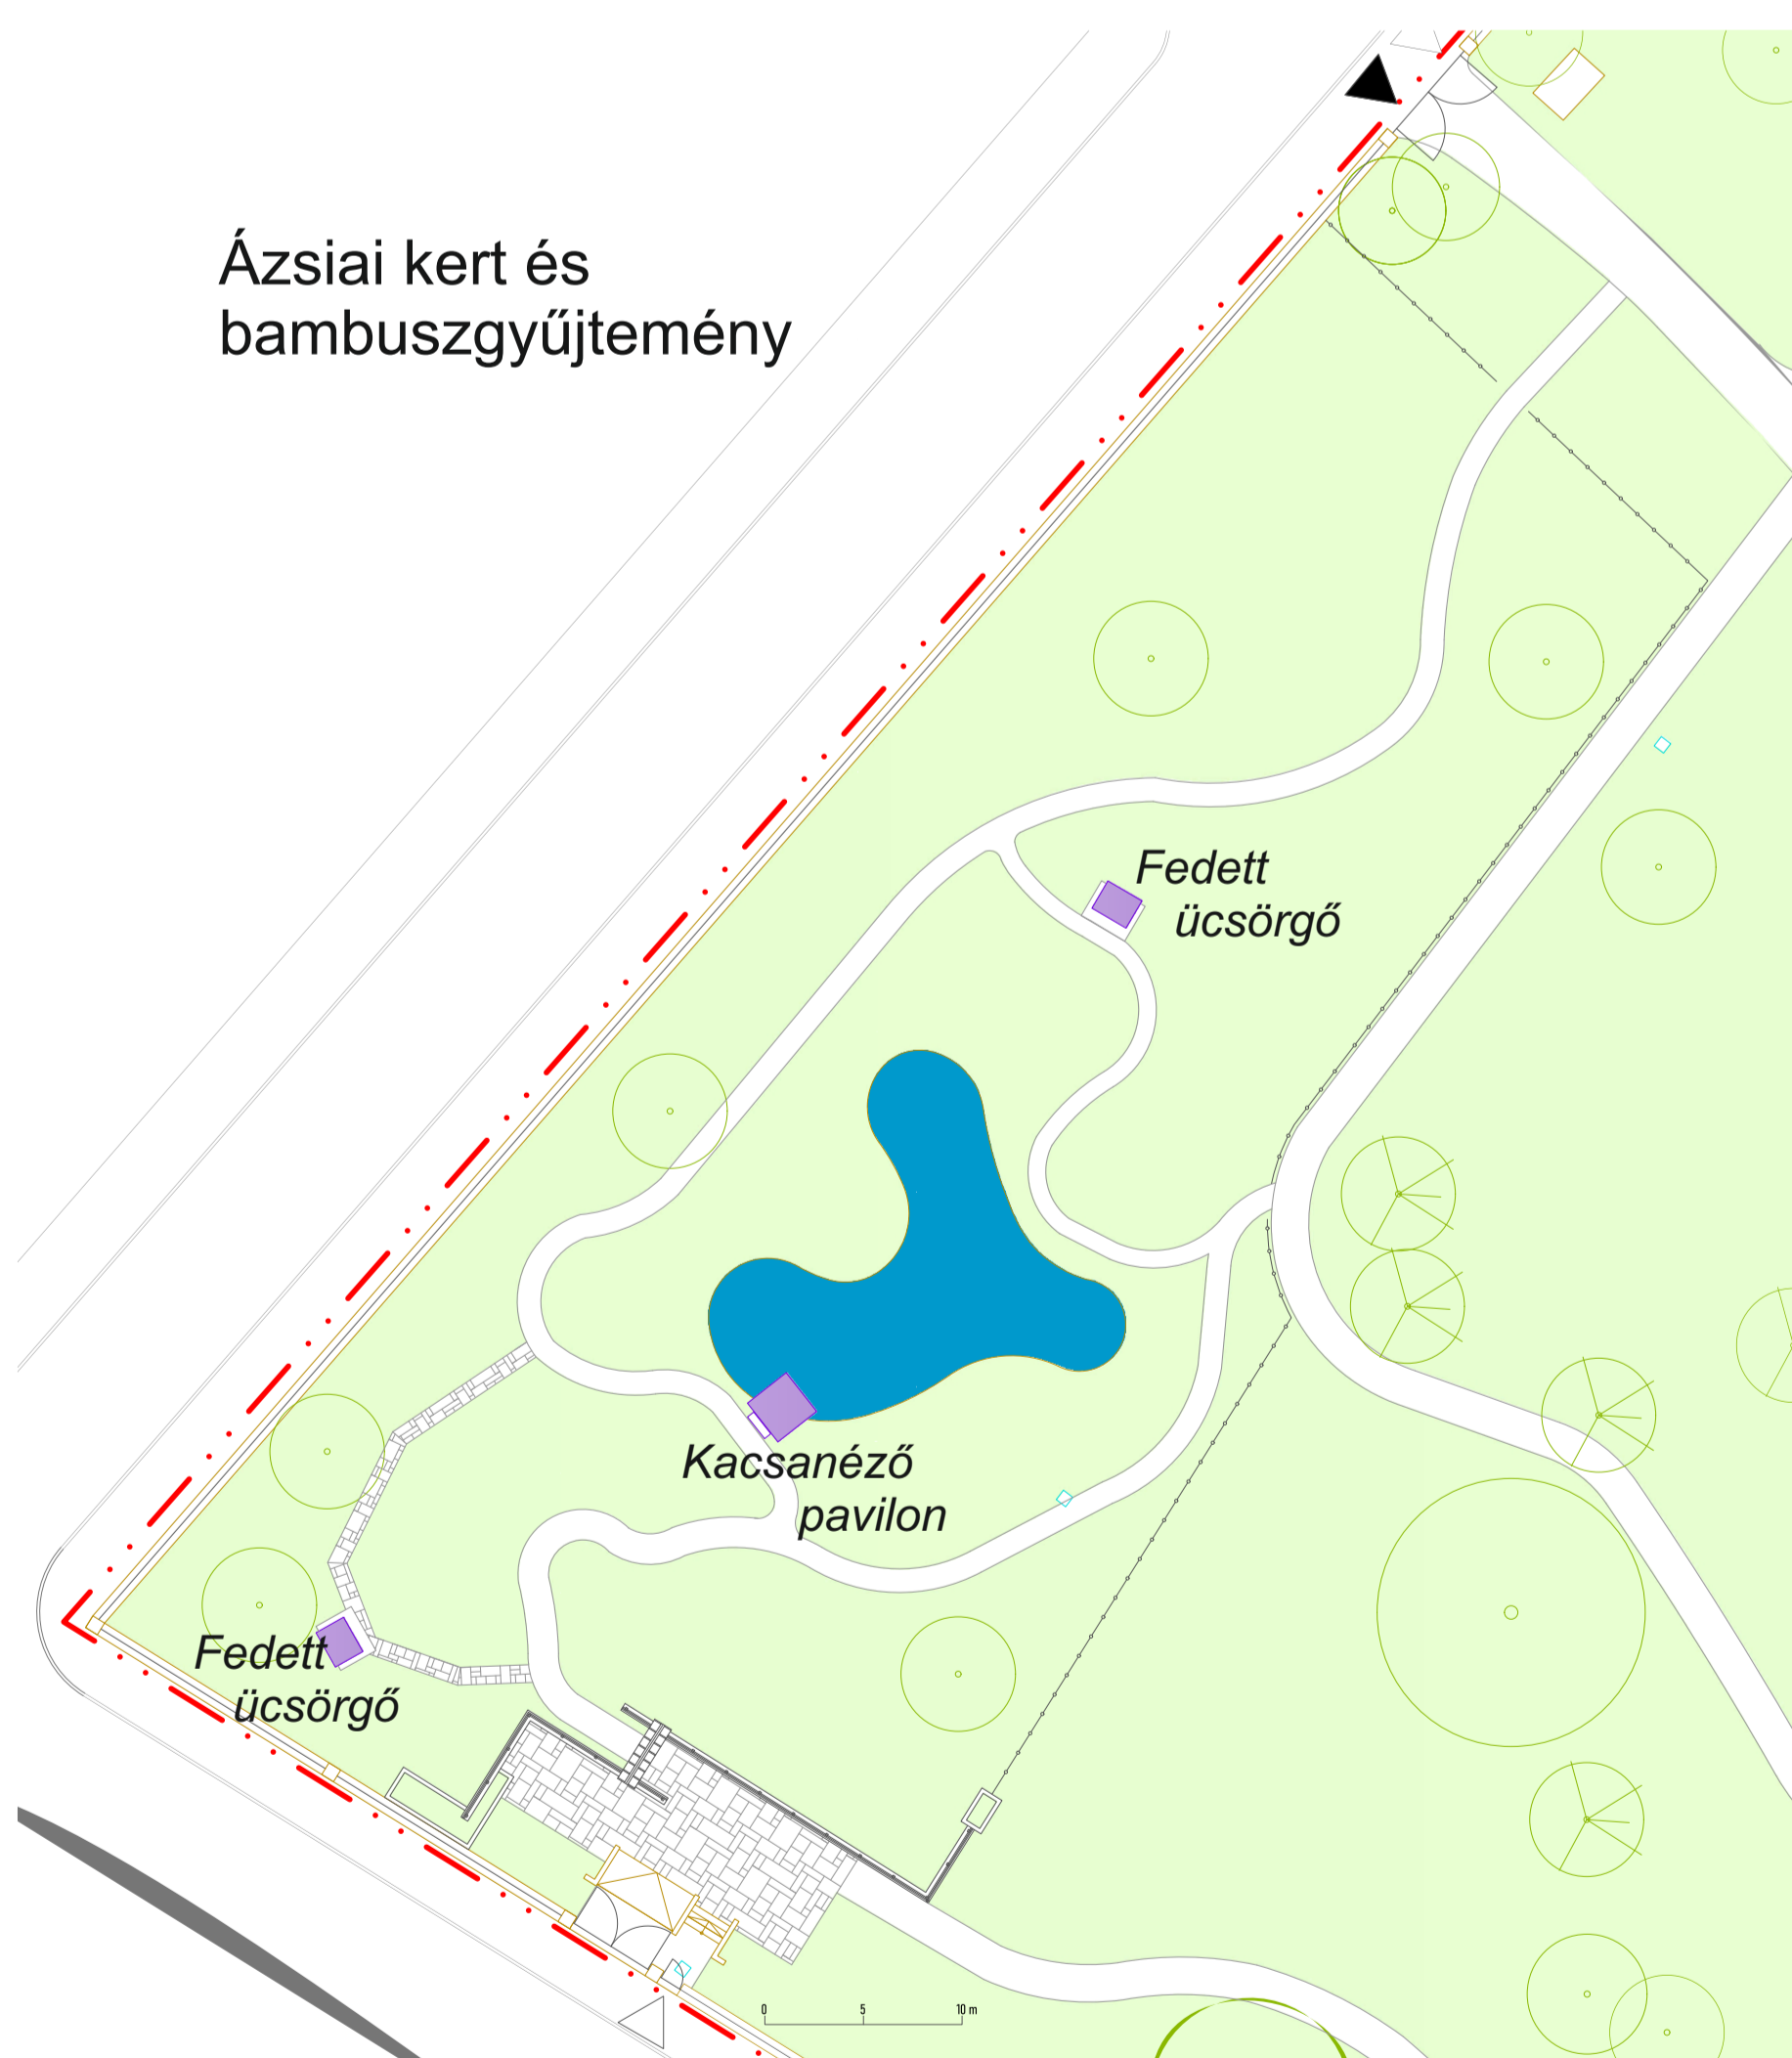 Ázsiai kert és
bambuszgyűjtemény
Fedett
ücsörgő
Kacsanéző
pavilon
Fedett
ücsörgő
0 5 10 m